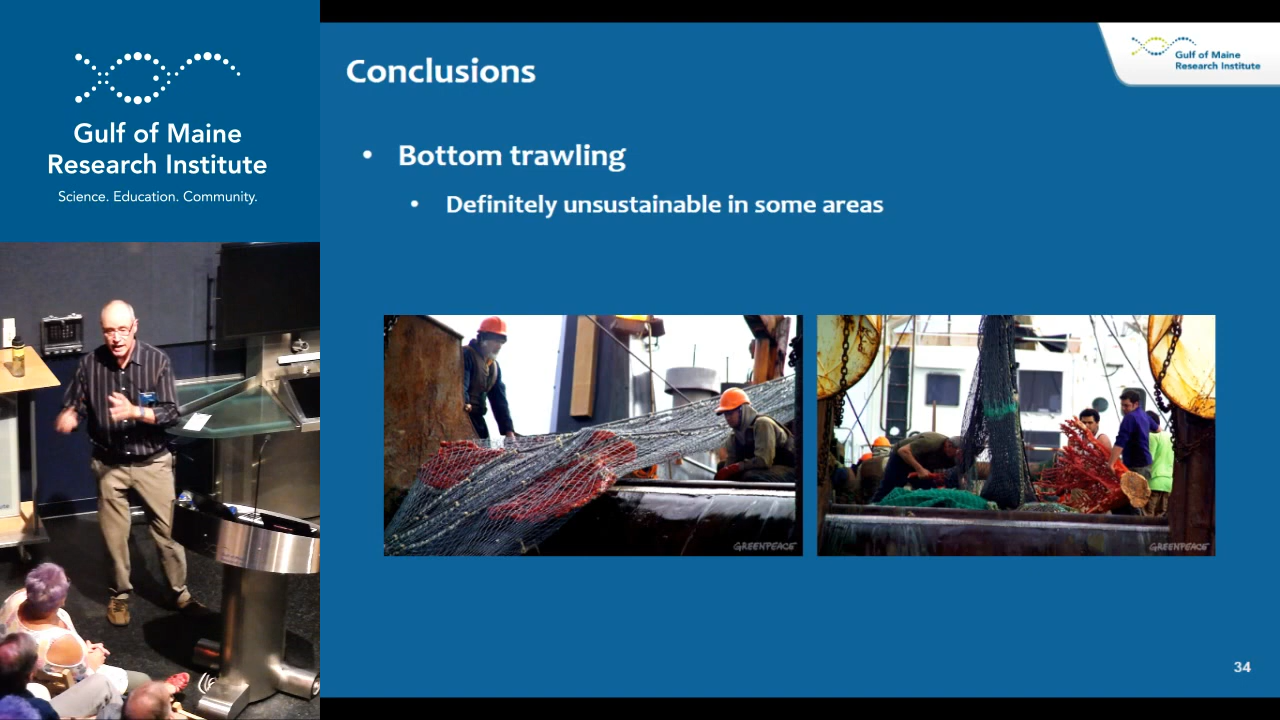 Gulf of Maine
Research Institute
Science. Education. Community.
Conclusions
Gulf of Maine
Research Institute
• Bottom trawling
• Definitely unsustainable in some areas
GREENPEACE
GREENPEACE
34